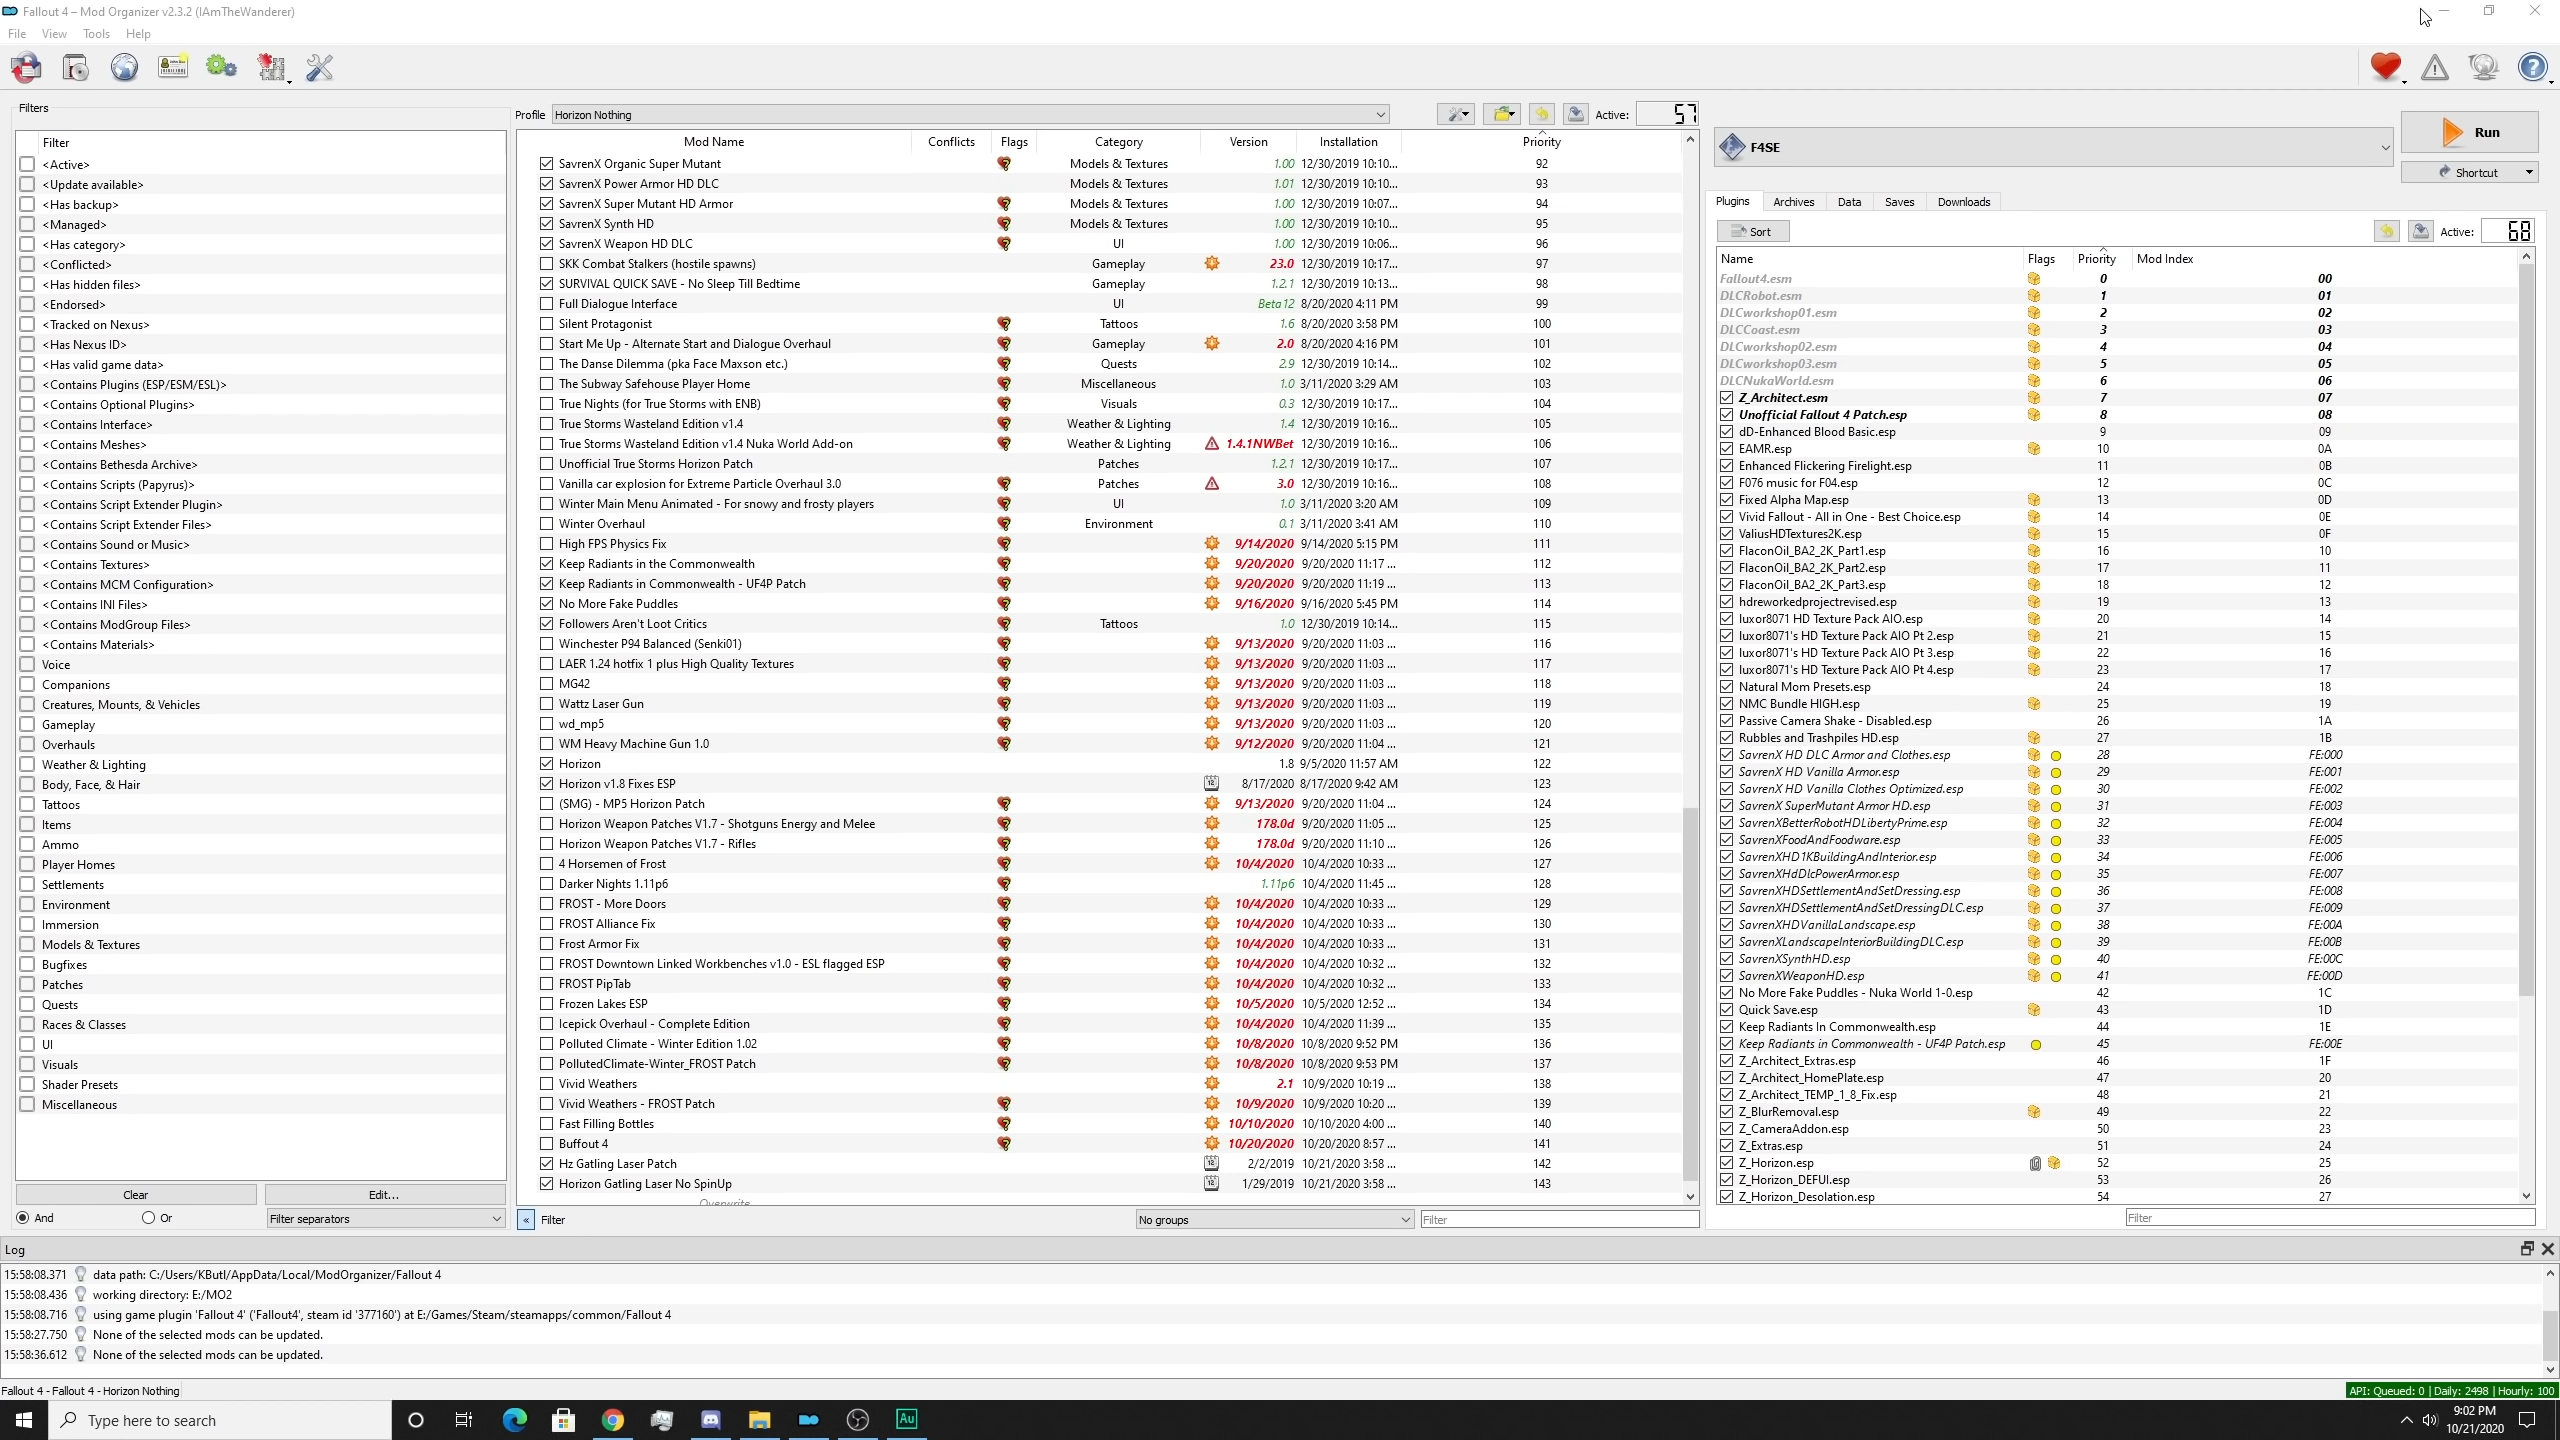 Fallout 4 – Mod Organizer v2.3.2 (IAmTheWanderer)
File View Tools Help
Filters
Filter
<Active>
<Update available>
<Has backup>
<Managed>
<Has category>
<Conflicted>
<Has hidden files>
<Endorsed>
<Tracked on Nexus>
<Has Nexus ID>
<Has valid game data>
<Contains Plugins (ESP/ESM/ESL)>
<Contains Optional Plugins>
<Contains Interface>
<Contains Meshes>
<Contains Bethesda Archive>
<Contains Scripts (Papyrus)>
<Contains Script Extender Plugin>
<Contains Script Extender Files>
<Contains Sound or Music>
<Contains Textures>
<Contains MCM Configuration>
<Contains INI Files>
<Contains ModGroup Files>
<Contains Materials>
Voice
Companions
Creatures, Mounts, & Vehicles
Gameplay
Overhauls
Weather & Lighting
Body, Face, & Hair
Tattoos
Items
Ammo
Player Homes
Settlements
Environment
Immersion
Models & Textures
Bugfixes
Patches
Quests
Races & Classes
UI
Visuals
Shader Presets
Miscellaneous
Clear Edit...
And Or Filter separators
Profile Horizon Nothing Active: 57
Mod Name Conflicts Flags Category Version Installation Priority
SavrenX Organic Super Mutant Models & Textures 1.00 12/30/2019 10:10... 92
SavrenX Power Armor HD DLC Models & Textures 1.01 12/30/2019 10:10... 93
SavrenX Super Mutant HD Armor Models & Textures 1.00 12/30/2019 10:07... 94
SavrenX Synth HD Models & Textures 1.00 12/30/2019 10:10... 95
SavrenX Weapon HD DLC UI 1.00 12/30/2019 10:06... 96
SKK Combat Stalkers (hostile spawns) Gameplay 23.0 12/30/2019 10:17... 97
SURVIVAL QUICK SAVE - No Sleep Till Bedtime Gameplay 1.2.1 12/30/2019 10:13... 98
Full Dialogue Interface UI Beta12 8/20/2020 4:11 PM 99
Silent Protagonist Tattoos 1.6 8/20/2020 3:58 PM 100
Start Me Up - Alternate Start and Dialogue Overhaul Gameplay 2.0 8/20/2020 4:16 PM 101
The Danse Dilemma (pka Face Maxson etc.) Quests 2.9 12/30/2019 10:14... 102
The Subway Safehouse Player Home Miscellaneous 1.0 3/11/2020 3:29 AM 103
True Nights (for True Storms with ENB) Visuals 0.3 12/30/2019 10:17... 104
True Storms Wasteland Edition v1.4 Weather & Lighting 1.4 12/30/2019 10:16... 105
True Storms Wasteland Edition v1.4 Nuka World Add-on Weather & Lighting 1.4.1NWBet 12/30/2019 10:16... 106
Unofficial True Storms Horizon Patch Patches 1.2.1 12/30/2019 10:17... 107
Vanilla car explosion for Extreme Particle Overhaul 3.0 Patches 3.0 12/30/2019 10:16... 108
Winter Main Menu Animated - For snowy and frosty players UI 1.0 3/11/2020 3:20 AM 109
Winter Overhaul Environment 0.1 3/11/2020 3:41 AM 110
High FPS Physics Fix 9/14/2020 9/14/2020 5:15 PM 111
Keep Radiants in the Commonwealth 9/20/2020 9/20/2020 11:17 ... 112
Keep Radiants in Commonwealth - UF4P Patch 9/20/2020 9/20/2020 11:19 ... 113
No More Fake Puddles 9/16/2020 9/16/2020 5:45 PM 114
Followers Aren't Loot Critics Tattoos 1.0 12/30/2019 10:14... 115
Winchester P94 Balanced (Senki01) 9/13/2020 9/20/2020 11:03 ... 116
LAER 1.24 hotfix 1 plus High Quality Textures 9/13/2020 9/20/2020 11:03 ... 117
MG42 9/13/2020 9/20/2020 11:03 ... 118
Wattz Laser Gun 9/13/2020 9/20/2020 11:03 ... 119
wd_mp5 9/13/2020 9/20/2020 11:03 ... 120
WM Heavy Machine Gun 1.0 9/12/2020 9/20/2020 11:04 ... 121
Horizon 1.8 9/5/2020 11:57 AM 122
Horizon v1.8 Fixes ESP 8/17/2020 8/17/2020 9:42 AM 123
(SMG) - MP5 Horizon Patch 9/13/2020 9/20/2020 11:04 ... 124
Horizon Weapon Patches V1.7 - Shotguns Energy and Melee 178.0d 9/20/2020 11:05 ... 125
Horizon Weapon Patches V1.7 - Rifles 178.0d 9/20/2020 11:10 ... 126
4 Horsemen of Frost 10/4/2020 10/4/2020 10:33 ... 127
Darker Nights 1.11p6 1.11p6 10/4/2020 11:45 ... 128
FROST - More Doors 10/4/2020 10/4/2020 10:33 ... 129
FROST Alliance Fix 10/4/2020 10/4/2020 10:33 ... 130
Frost Armor Fix 10/4/2020 10/4/2020 10:33 ... 131
FROST Downtown Linked Workbenches v1.0 - ESL flagged ESP 10/4/2020 10/4/2020 10:32 ... 132
FROST PipTab 10/4/2020 10/4/2020 10:32 ... 133
Frozen Lakes ESP 10/5/2020 10/5/2020 12:52 ... 134
Icepick Overhaul - Complete Edition 10/4/2020 10/4/2020 11:39 ... 135
Polluted Climate - Winter Edition 1.02 10/8/2020 10/8/2020 9:52 PM 136
PollutedClimate-Winter_FROST Patch 10/8/2020 10/8/2020 9:53 PM 137
Vivid Weathers 2.1 10/9/2020 10:19 ... 138
Vivid Weathers - FROST Patch 10/9/2020 10/9/2020 10:20 ... 139
Fast Filling Bottles 10/10/2020 10/10/2020 4:00 ... 140
Buffout 4 10/20/2020 10/20/2020 8:57 ... 141
Hz Gatling Laser Patch 2/2/2019 10/21/2020 3:58 ... 142
Horizon Gatling Laser No SpinUp 1/29/2019 10/21/2020 3:58 ... 143
Overwrite
« Filter No groups Filter
F4SE
Run
Shortcut
Plugins Archives Data Saves Downloads
Sort Active: 68
Name Flags Priority Mod Index
Fallout4.esm 0 00
DLCRobot.esm 1 01
DLCworkshop01.esm 2 02
DLCCoast.esm 3 03
DLCworkshop02.esm 4 04
DLCworkshop03.esm 5 05
DLCNukaWorld.esm 6 06
Z_Architect.esm 7 07
Unofficial Fallout 4 Patch.esp 8 08
dD-Enhanced Blood Basic.esp 9 09
EAMR.esp 10 0A
Enhanced Flickering Firelight.esp 11 0B
F076 music for F04.esp 12 0C
Fixed Alpha Map.esp 13 0D
Vivid Fallout - All in One - Best Choice.esp 14 0E
ValiusHDTextures2K.esp 15 0F
FlaconOil_BA2_2K_Part1.esp 16 10
FlaconOil_BA2_2K_Part2.esp 17 11
FlaconOil_BA2_2K_Part3.esp 18 12
hdreworkedprojectrevised.esp 19 13
luxor8071 HD Texture Pack AIO.esp 20 14
luxor8071's HD Texture Pack AIO Pt 2.esp 21 15
luxor8071's HD Texture Pack AIO Pt 3.esp 22 16
luxor8071's HD Texture Pack AIO Pt 4.esp 23 17
Natural Mom Presets.esp 24 18
NMC Bundle HIGH.esp 25 19
Passive Camera Shake - Disabled.esp 26 1A
Rubbles and Trashpiles HD.esp 27 1B
SavrenX HD DLC Armor and Clothes.esp 28 FE:000
SavrenX HD Vanilla Armor.esp 29 FE:001
SavrenX HD Vanilla Clothes Optimized.esp 30 FE:002
SavrenX SuperMutant Armor HD.esp 31 FE:003
SavrenXBetterRobotHDLibertyPrime.esp 32 FE:004
SavrenXFoodAndFoodware.esp 33 FE:005
SavrenXHD1KBuildingAndInterior.esp 34 FE:006
SavrenXHdDlcPowerArmor.esp 35 FE:007
SavrenXHDSettlementAndSetDressing.esp 36 FE:008
SavrenXHDSettlementAndSetDressingDLC.esp 37 FE:009
SavrenXHDVanillaLandscape.esp 38 FE:00A
SavrenXLandscapeInteriorBuildingDLC.esp 39 FE:00B
SavrenXSynthHD.esp 40 FE:00C
SavrenXWeaponHD.esp 41 FE:00D
No More Fake Puddles - Nuka World 1-0.esp 42 1C
Quick Save.esp 43 1D
Keep Radiants In Commonwealth.esp 44 1E
Keep Radiants in Commonwealth - UF4P Patch.esp 45 FE:00E
Z_Architect_Extras.esp 46 1F
Z_Architect_HomePlate.esp 47 20
Z_Architect_TEMP_1_8_Fix.esp 48 21
Z_BlurRemoval.esp 49 22
Z_CameraAddon.esp 50 23
Z_Extras.esp 51 24
Z_Horizon.esp 52 25
Z_Horizon_DEFUI.esp 53 26
Z_Horizon_Desolation.esp 54 27
Filter
Log
15:58:08.371 data path: C:/Users/KButl/AppData/Local/ModOrganizer/Fallout 4
15:58:08.436 working directory: E:/MO2
15:58:08.716 using game plugin 'Fallout 4' ('Fallout4', steam id '377160') at E:/Games/Steam/steamapps/common/Fallout 4
15:58:27.750 None of the selected mods can be updated.
15:58:36.612 None of the selected mods can be updated.
Fallout 4 - Fallout 4 - Horizon Nothing
API: Queued: 0 | Daily: 2498 | Hourly: 100
Type here to search
Au
9:02 PM
10/21/2020